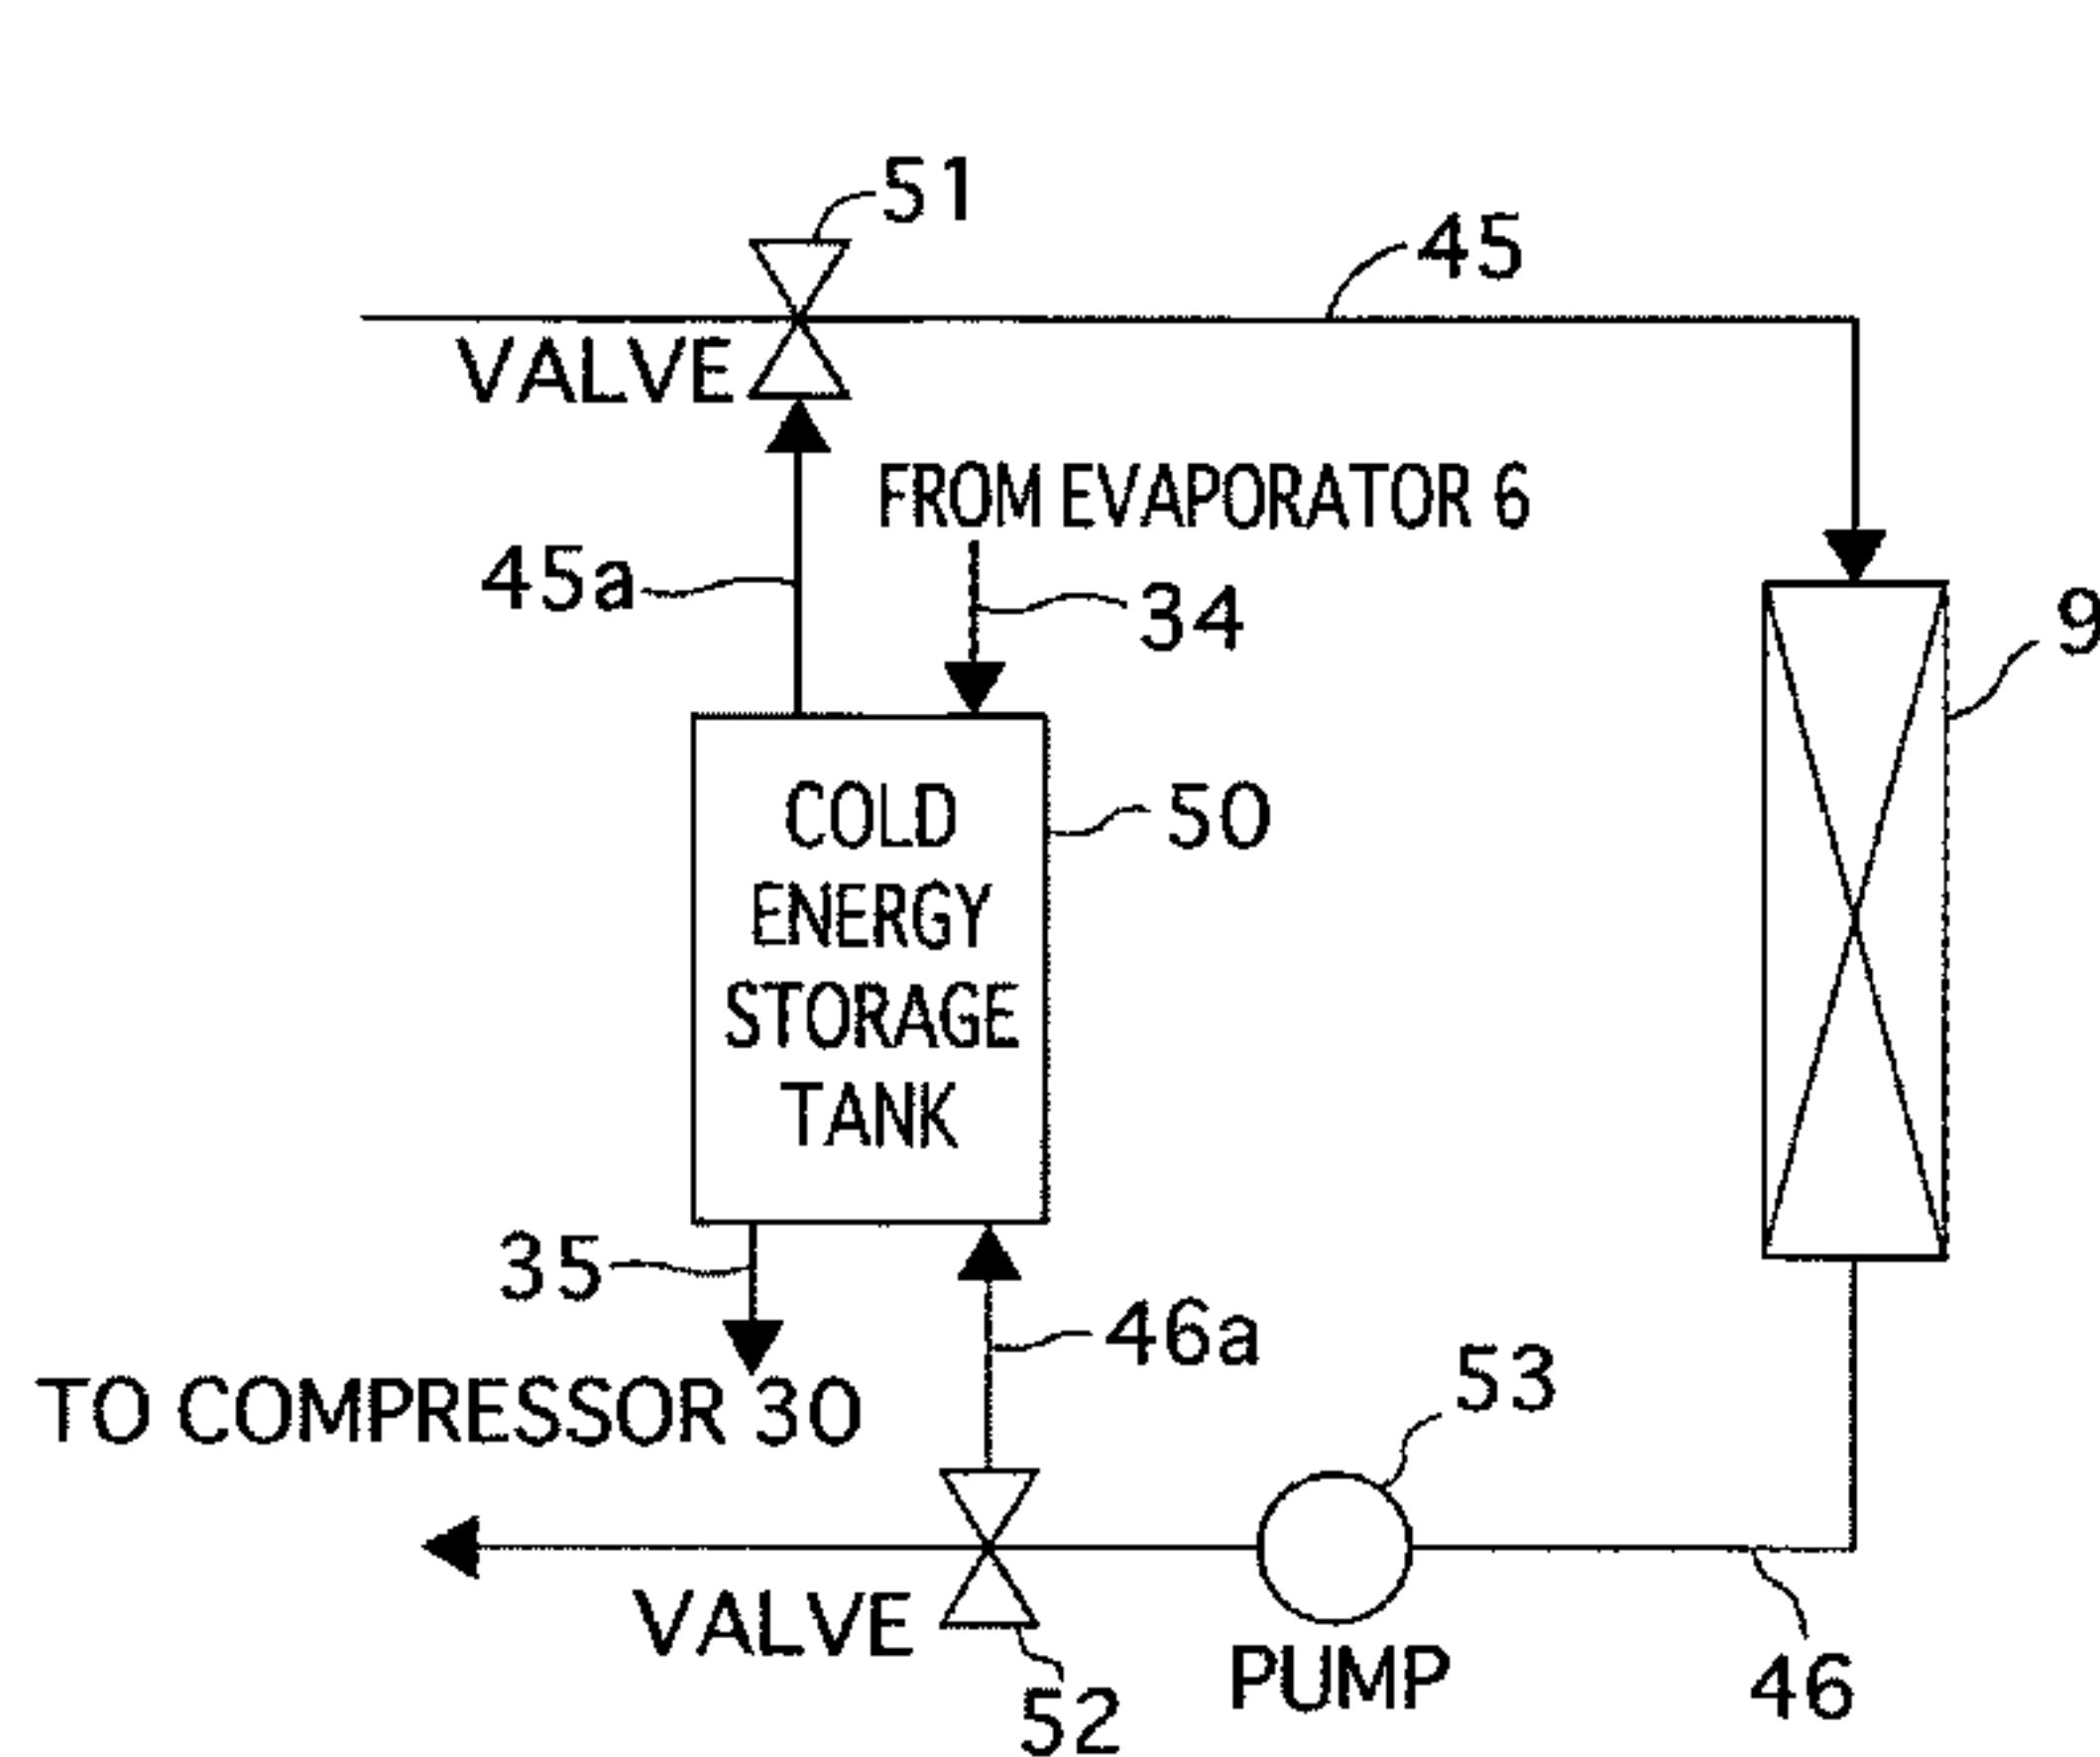 51
45
VALVE
FROM EVAPORATOR 6
45a
34
9
COLD
ENERGY
STORAGE
TANK
50
35
46a
53
TO COMPRESSOR 30
VALVE
PUMP
46
52